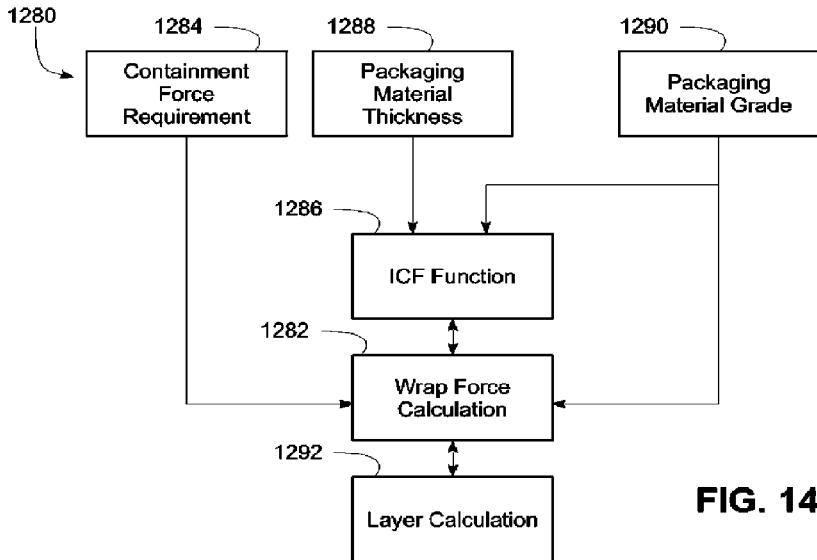 1280
1284
1288
1290
Containment
Force
Requirement
Packaging
Material
Thickness
Packaging
Material Grade
1286
ICF Function
1282
Wrap Force
Calculation
1292
Layer Calculation
FIG. 14